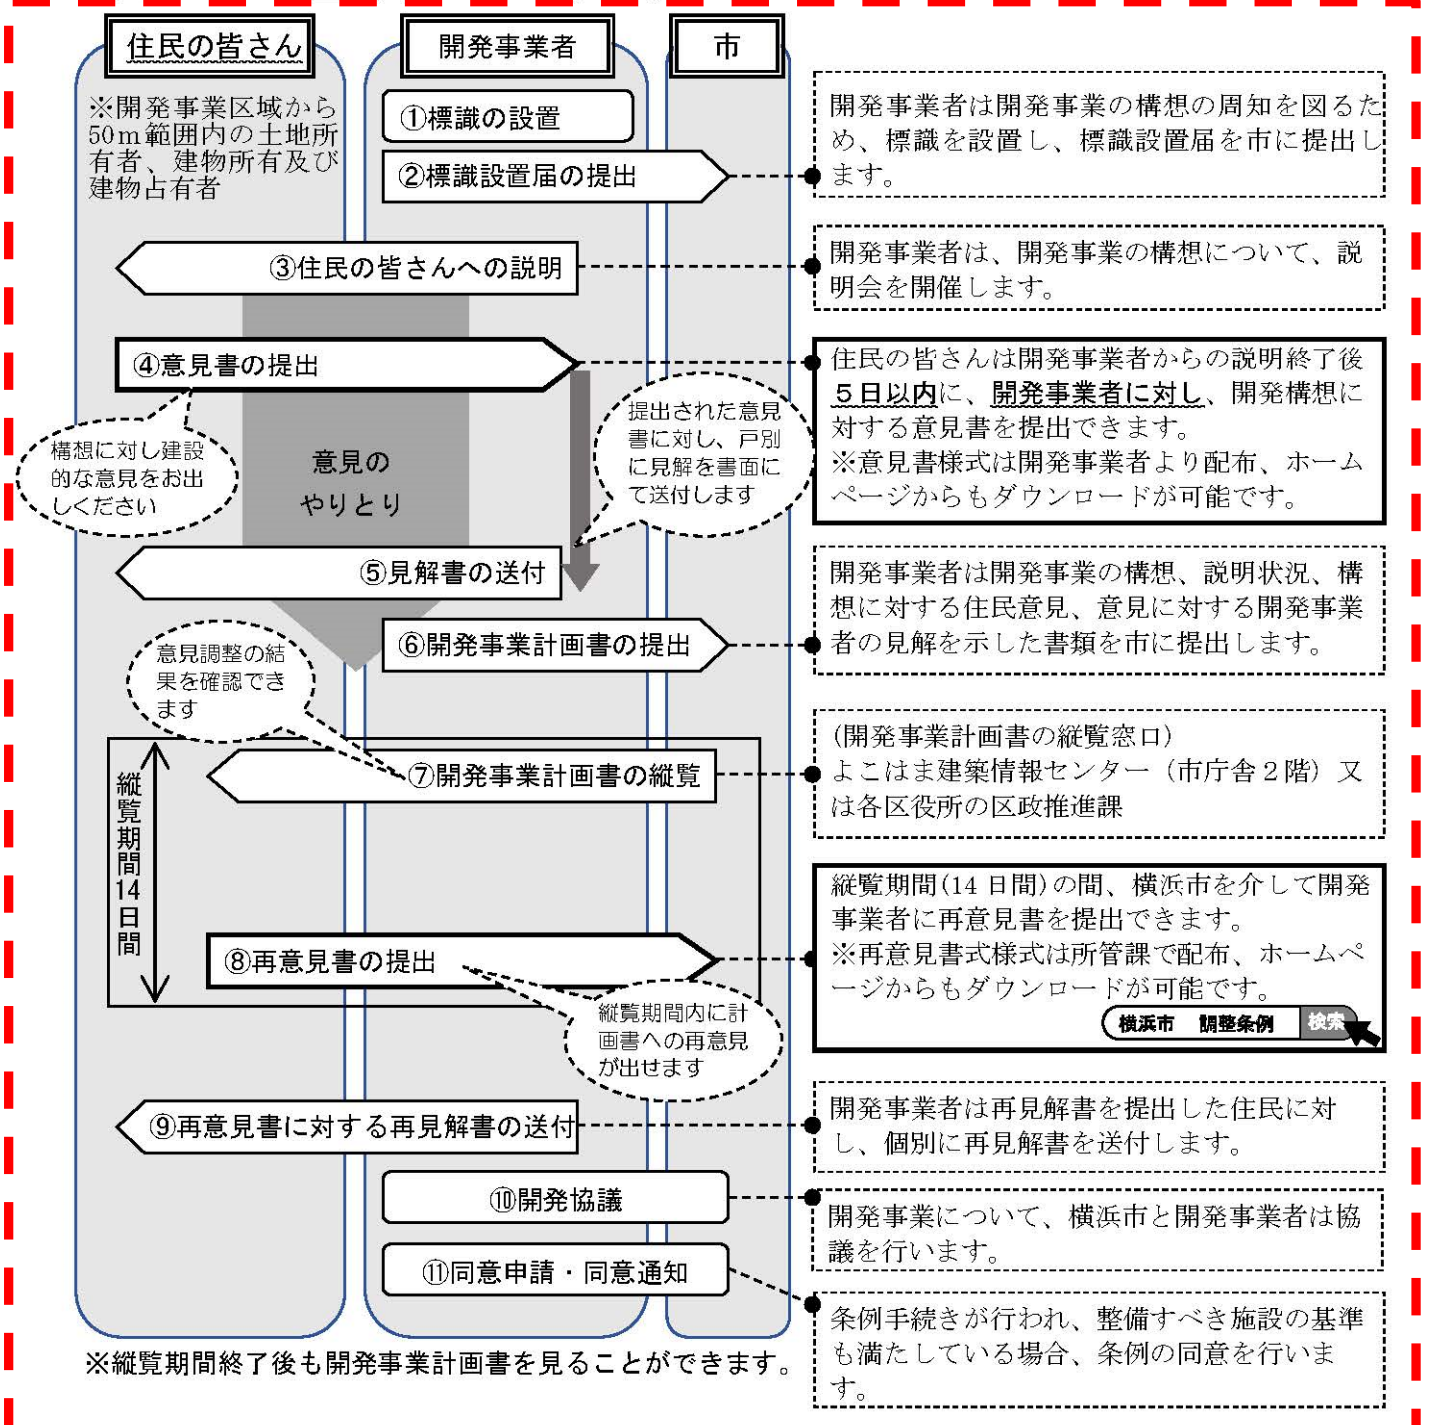 住民の皆さん
開発事業者
市
※開発事業区域から
50m範囲内の土地所
有者、建物所有及び
建物占有者
①標識の設置
②標識設置届の提出
開発事業者は開発事業の構想の周知を図るた
め、標識を設置し、標識設置届を市に提出し
ます。
③住民の皆さんへの説明
開発事業者は、開発事業の構想について、説
明会を開催します。
④意見書の提出
住民の皆さんは開発事業者からの説明終了後
５日以内に、開発事業者に対し、開発構想に
対する意見書を提出できます。
※意見書様式は開発事業者より配布、ホーム
ページからもダウンロードが可能です。
構想に対し建設
的な意見をお出
しください
意見の
やりとり
提出された意見
書に対し、戸別
に見解を書面に
て送付します
⑤見解書の送付
⑥開発事業計画書の提出
開発事業者は開発事業の構想、説明状況、構
想に対する住民意見、意見に対する開発事業
者の見解を示した書類を市に提出します。
意見調整の結
果を確認でき
ます
縦覧期間14日間
⑦開発事業計画書の縦覧
(開発事業計画書の縦覧窓口)
よこはま建築情報センター（市庁舎２階）又
は各区役所の区政推進課
⑧再意見書の提出
縦覧期間(14 日間)の間、横浜市を介して開発
事業者に再意見書を提出できます。
※再意見書式様式は所管課で配布、ホームペ
ージからもダウンロードが可能です。
横浜市　調整条例　検索
縦覧期間内に計
画書への再意見
が出せます
⑨再意見書に対する再見解書の送付
開発事業者は再見解書を提出した住民に対
し、個別に再見解書を送付します。
⑩開発協議
開発事業について、横浜市と開発事業者は協
議を行います。
⑪同意申請・同意通知
条例手続きが行われ、整備すべき施設の基準
も満たしている場合、条例の同意を行いま
す。
※縦覧期間終了後も開発事業計画書を見ることができます。